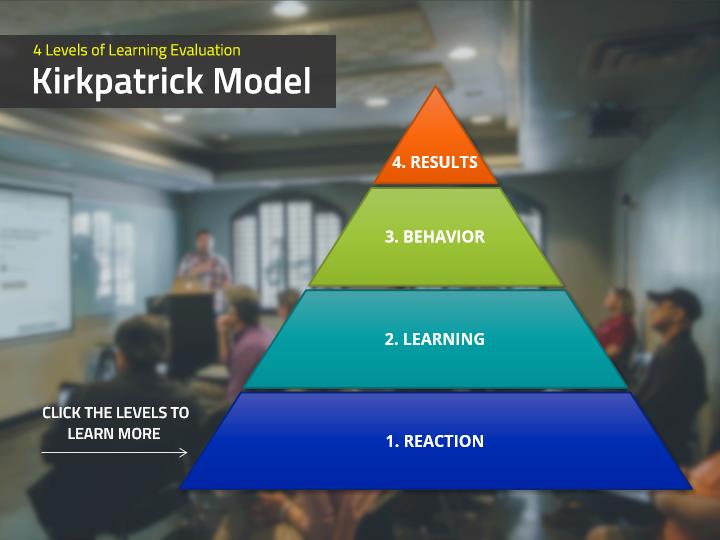 4 Levels of Learning Evaluation
Kirkpatrick Model
4. RESULTS
3. BEHAVIOR
2. LEARNING
CLICK THE LEVELS TO
LEARN MORE
1. REACTION